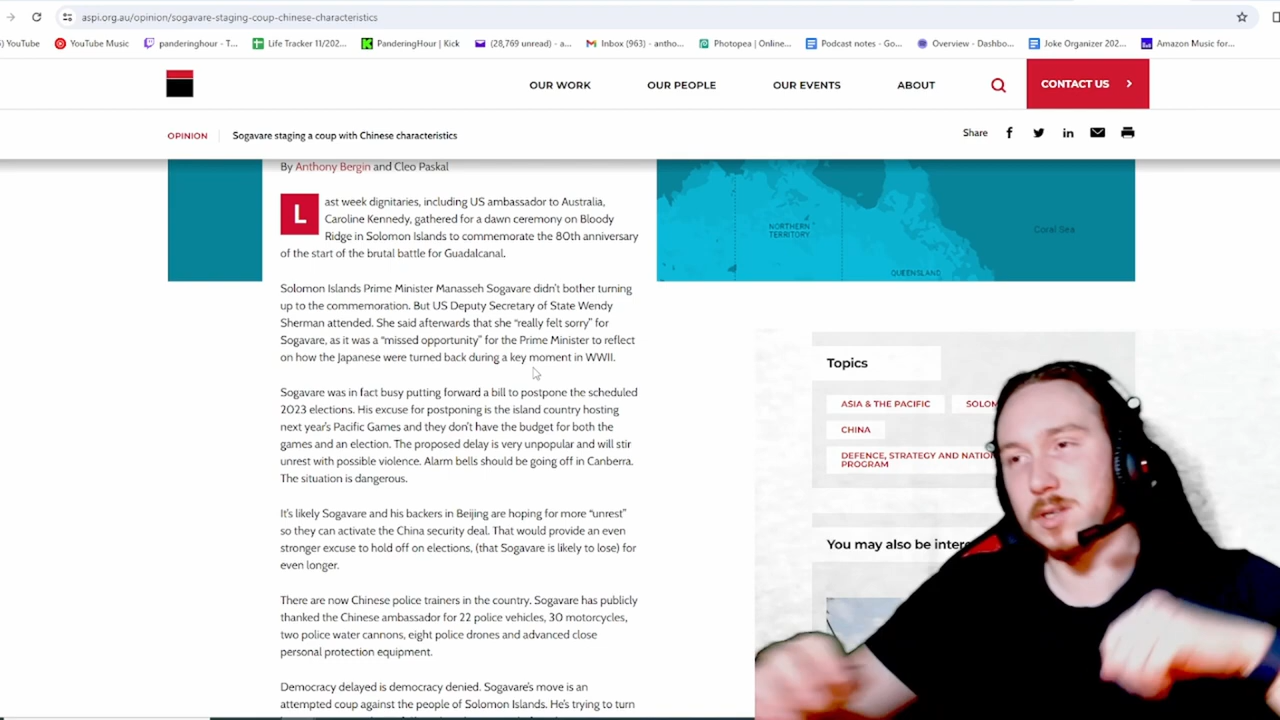 aspi.org.au/opinion/sogavare-staging-coup-chinese-characteristics
) YouTube YouTube Music panderinghour - T... Life Tracker 11/202... PanderingHour | Kick (28,769 unread) - a... Inbox (963) - antho... Photopea | Online... Podcast notes - Go... Overview - Dashbo... Joke Organizer 202... Amazon Music for...
OUR WORK OUR PEOPLE OUR EVENTS ABOUT CONTACT US
OPINION Sogavare staging a coup with Chinese characteristics Share
By Anthony Bergin and Cleo Paskal
Last week dignitaries, including US ambassador to Australia,
Caroline Kennedy, gathered for a dawn ceremony on Bloody
Ridge in Solomon Islands to commemorate the 80th anniversary
of the start of the brutal battle for Guadalcanal.
Solomon Islands Prime Minister Manasseh Sogavare didn't bother turning
up to the commemoration. But US Deputy Secretary of State Wendy
Sherman attended. She said afterwards that she "really felt sorry" for
Sogavare, as it was a "missed opportunity" for the Prime Minister to reflect
on how the Japanese were turned back during a key moment in WWII.
Sogavare was in fact busy putting forward a bill to postpone the scheduled
2023 elections. His excuse for postponing is the island country hosting
next year's Pacific Games and they don't have the budget for both the
games and an election. The proposed delay is very unpopular and will stir
unrest with possible violence. Alarm bells should be going off in Canberra.
The situation is dangerous.
It's likely Sogavare and his backers in Beijing are hoping for more "unrest"
so they can activate the China security deal. That would provide an even
stronger excuse to hold off on elections, (that Sogavare is likely to lose) for
even longer.
There are now Chinese police trainers in the country. Sogavare has publicly
thanked the Chinese ambassador for 22 police vehicles, 30 motorcycles,
two police water cannons, eight police drones and advanced close
personal protection equipment.
Democracy delayed is democracy denied. Sogavare's move is an
attempted coup against the people of Solomon Islands. He's trying to turn
NORTHERN
TERRITORY
Coral Sea
QUEENSLAND
Topics
ASIA & THE PACIFIC SOLOM
CHINA
DEFENCE, STRATEGY AND NATIO
PROGRAM
You may also be intere